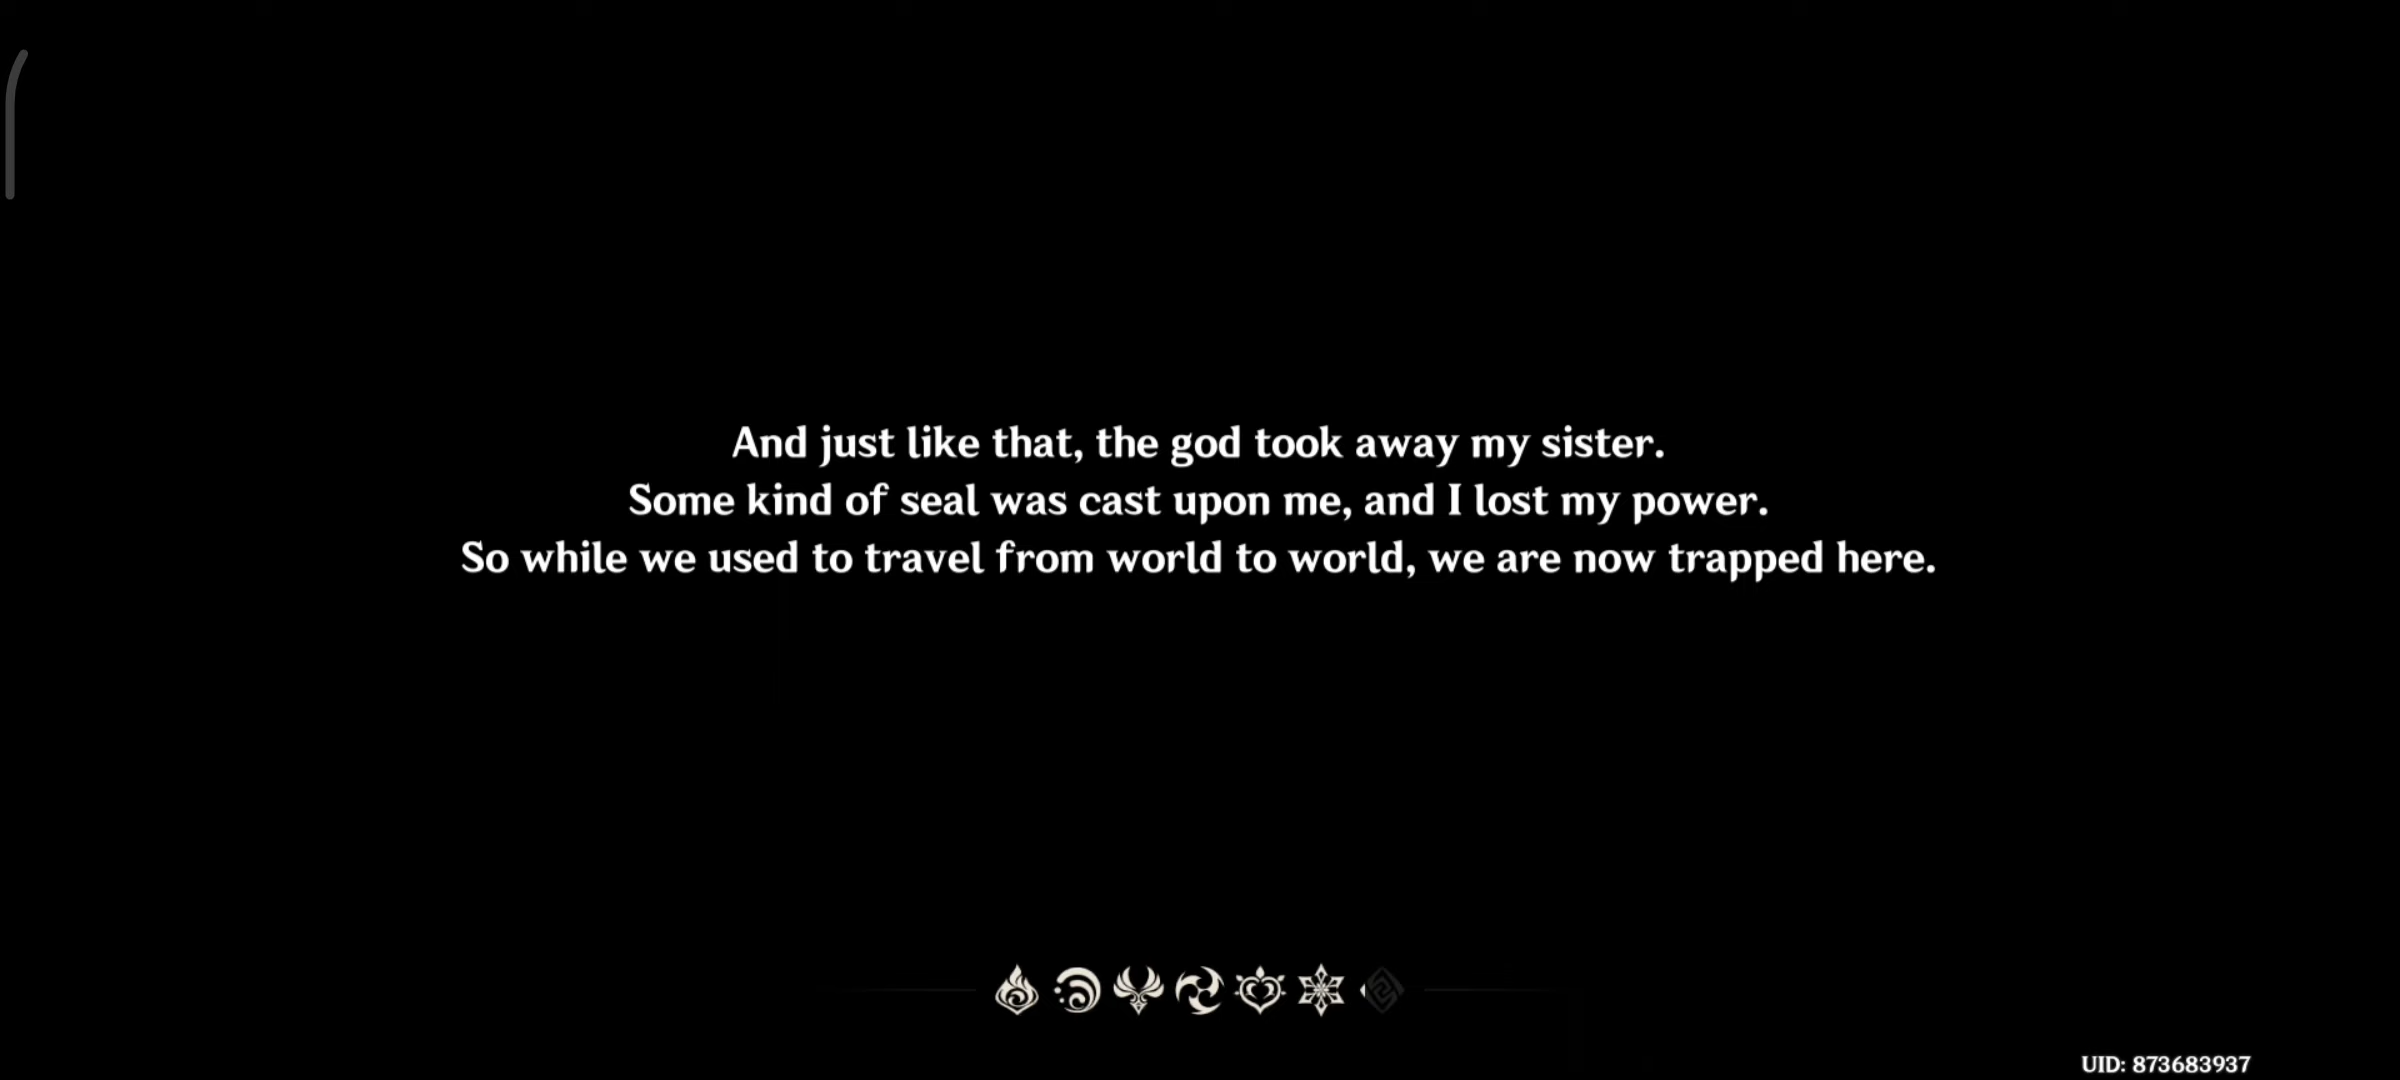 And just like that, the god took away my sister.
Some kind of seal was cast upon me, and I lost my power.
So while we used to travel from world to world, we are now trapped here.
UID: 873683937